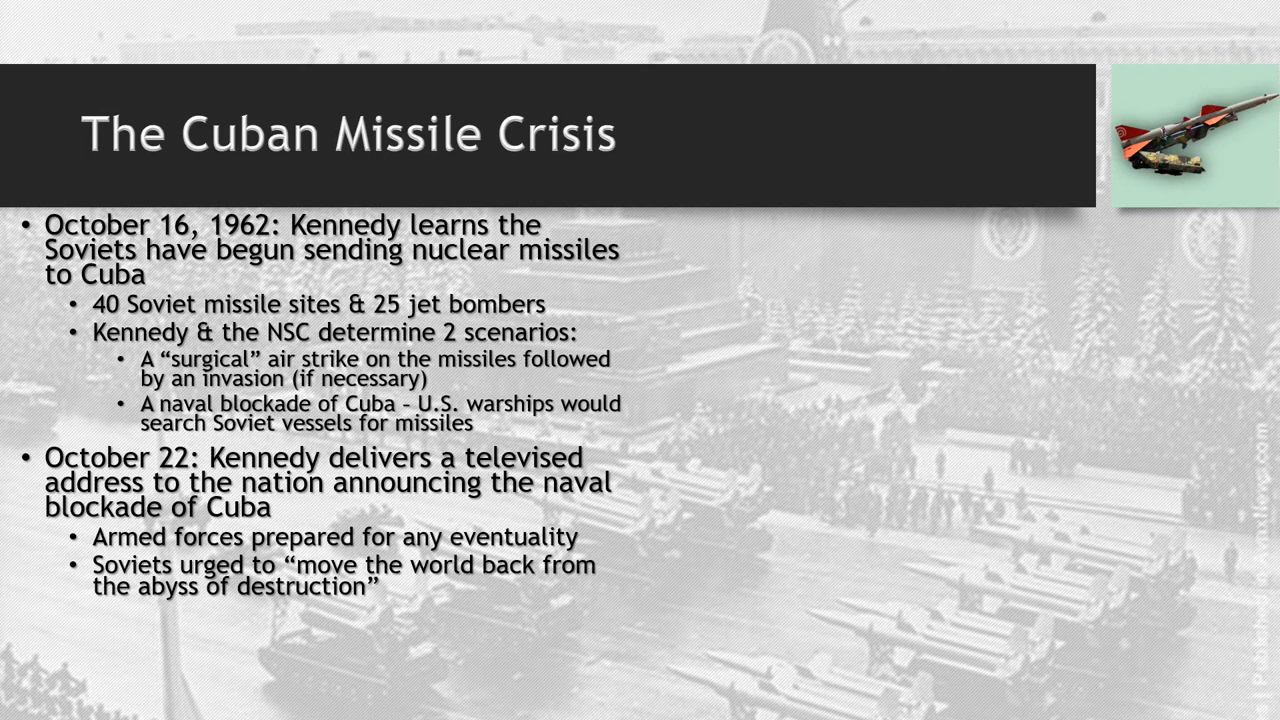 The Cuban Missile Crisis
• October 16, 1962: Kennedy learns the
Soviets have begun sending nuclear missiles
to Cuba
• 40 Soviet missile sites & 25 jet bombers
• Kennedy & the NSC determine 2 scenarios:
• A “surgical” air strike on the missiles followed
by an invasion (if necessary)
• A naval blockade of Cuba – U.S. warships would
search Soviet vessels for missiles
• October 22: Kennedy delivers a televised
address to the nation announcing the naval
blockade of Cuba
• Armed forces prepared for any eventuality
• Soviets urged to “move the world back from
the abyss of destruction”